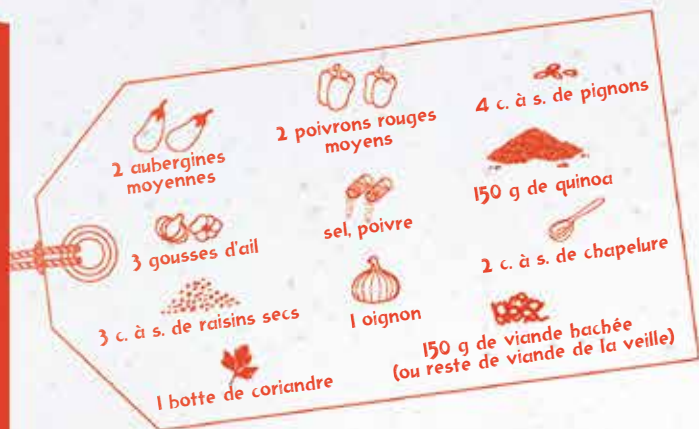 2 aubergines
moyennes
2 poivrons rouges
moyens
4 c. à s. de pignons
3 gousses d'ail
sel, poivre
150 g de quinoa
2 c. à s. de chapelure
3 c. à s. de raisins secs
1 oignon
150 g de viande hachée
(ou reste de viande de la veille)
1 botte de coriandre